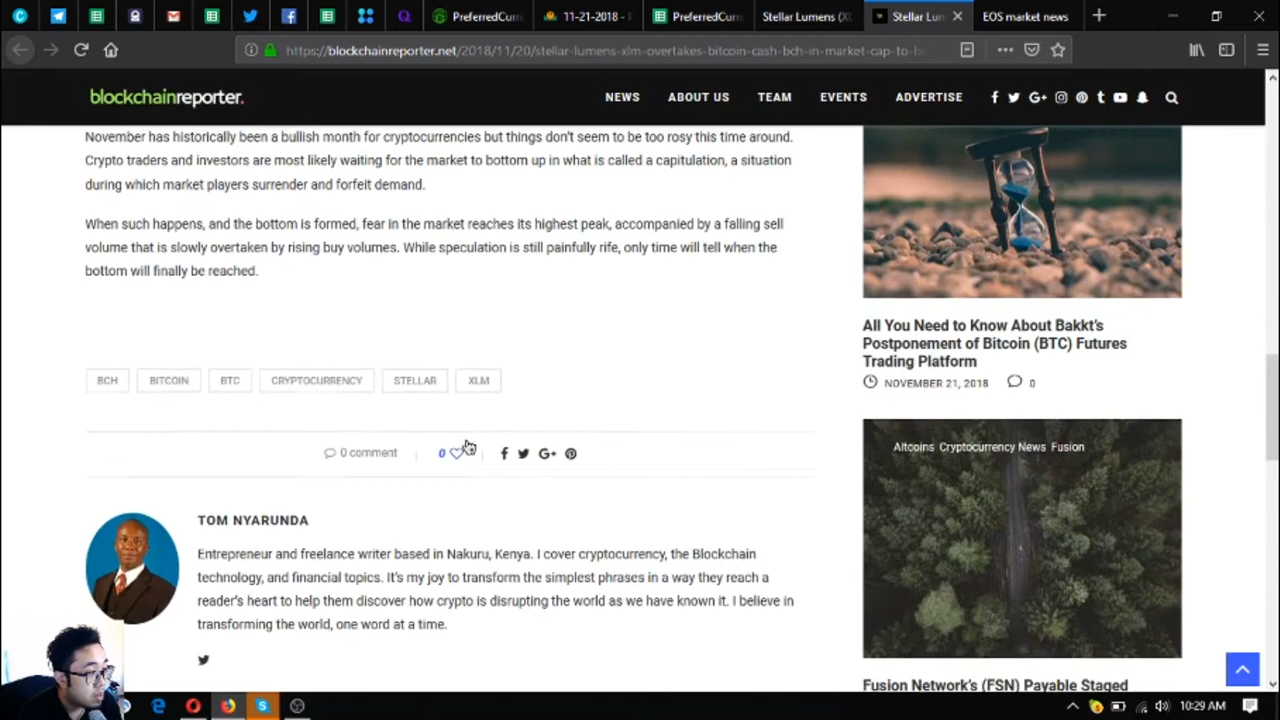 PreferredCurr
11-21-2018 - P
PreferredCurr
Stellar Lumens (XL
Stellar Lum
EOS market news
https://blockchainreporter.net/2018/11/20/stellar-lumens-xlm-overtakes-bitcoin-cash-bch-in-market-cap-to-b
blockchainreporter.
NEWS
ABOUT US
TEAM
EVENTS
ADVERTISE
November has historically been a bullish month for cryptocurrencies but things don't seem to be too rosy this time around.
Crypto traders and investors are most likely waiting for the market to bottom up in what is called a capitulation, a situation
during which market players surrender and forfeit demand.
When such happens, and the bottom is formed, fear in the market reaches its highest peak, accompanied by a falling sell
volume that is slowly overtaken by rising buy volumes. While speculation is still painfully rife, only time will tell when the
bottom will finally be reached.
BCH
BITCOIN
BTC
CRYPTOCURRENCY
STELLAR
XLM
0 comment
0
TOM NYARUNDA
Entrepreneur and freelance writer based in Nakuru, Kenya. I cover cryptocurrency, the Blockchain
technology, and financial topics. It's my joy to transform the simplest phrases in a way they reach a
reader's heart to help them discover how crypto is disrupting the world as we have known it. I believe in
transforming the world, one word at a time.
All You Need to Know About Bakkt's
Postponement of Bitcoin (BTC) Futures
Trading Platform
NOVEMBER 21, 2018
0
Altcoins Cryptocurrency News Fusion
Fusion Network's (FSN) Payable Staged
10:29 AM